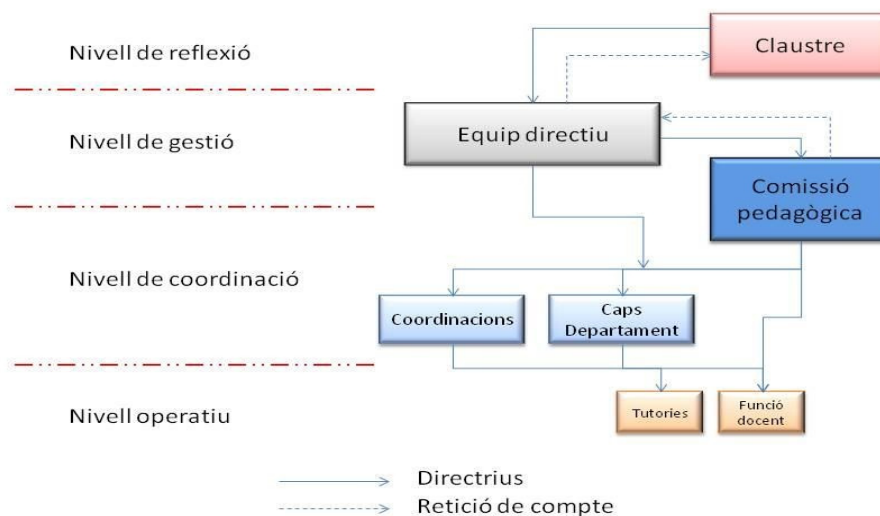 Nivell de reflexió
Claustre
Nivell de gestió
Equip directiu
Comissió
pedagògica
Nivell de coordinació
Coordinacions
Caps
Departament
Nivell operatiu
Tutories
Funció
docent
Directrius
Retició de compte